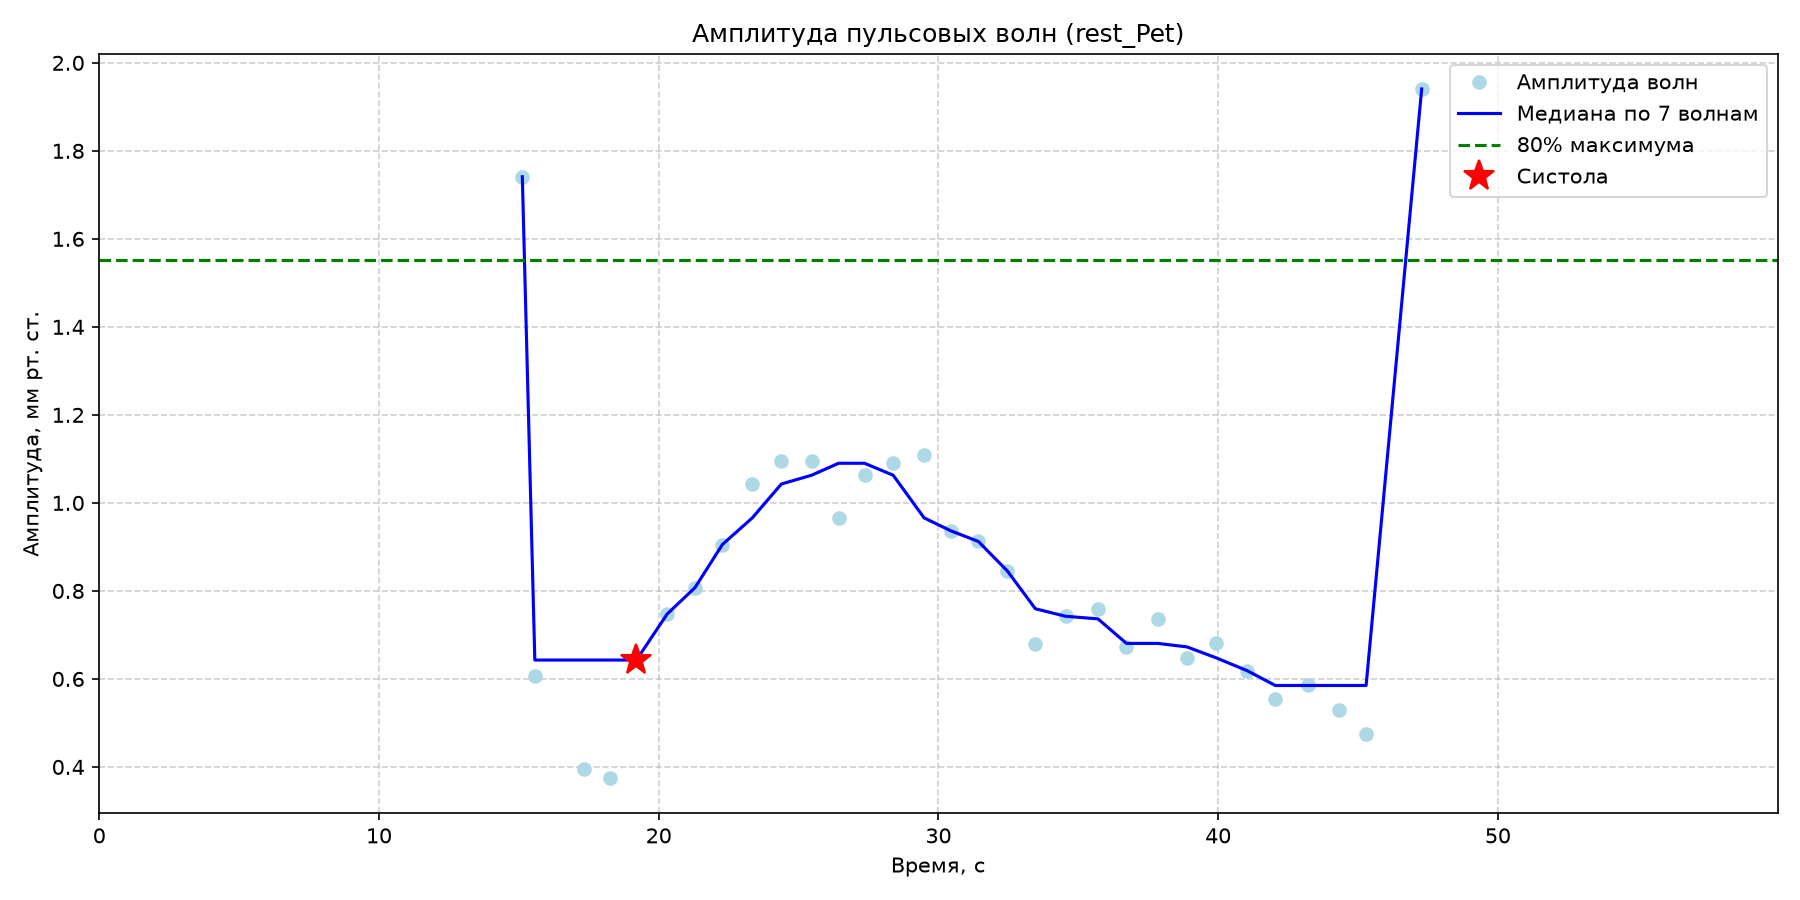 Амплитуда пульсовых волн (rest_Pet)
Амплитуда волн
Медиана по 7 волнам
80% максимума
Систола
Амплитуда, мм рт. ст.
2.0
1.8
1.6
1.4
1.2
1.0
0.8
0.6
0.4
0 10 20 30 40 50
Время, с